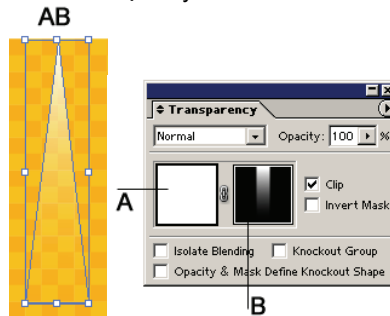 AB
Transparency
Normal Opacity: 100 %
A
Clip
Invert Mask
Isolate Blending Knockout Group
Opacity & Mask Define Knockout Shape
B